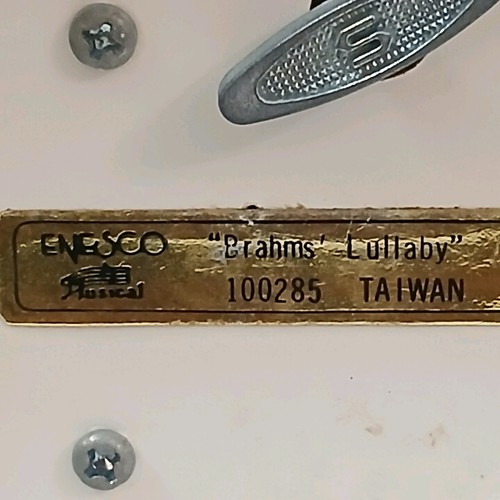 S
ENESCO "Brahms' Lullaby"
Musical 100285 TAIWAN